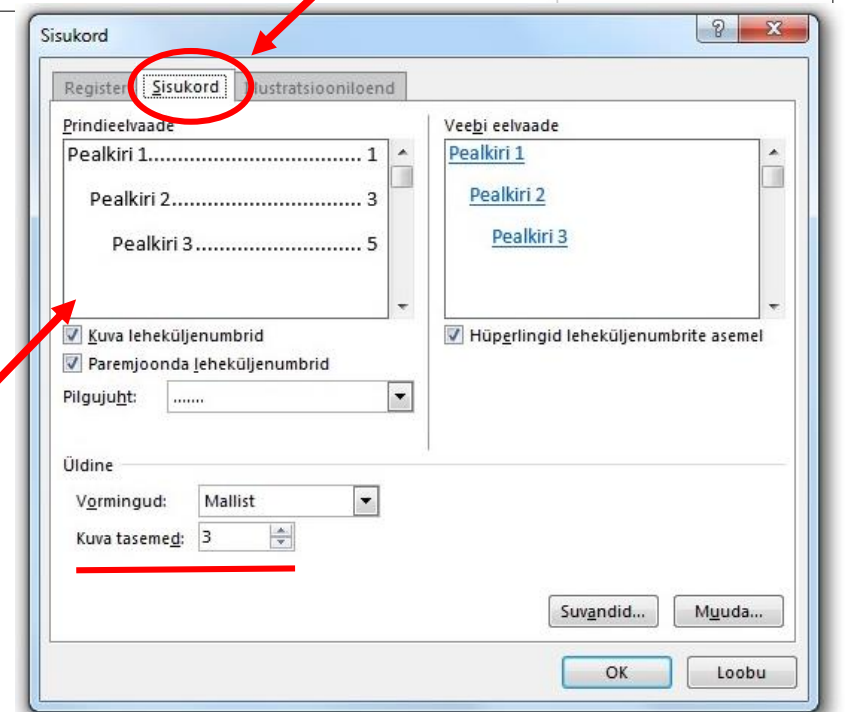 Sisukord
Register Sisukord Illustratsiooniloend
Prindieelvaade
Pealkiri 1.................................... 1
Pealkiri 2................................ 3
Pealkiri 3............................ 5
Kuva leheküljenumbrid
Paremjoonda leheküljenumbrid
Pilgujuht: .......
Veebi eelvaade
Pealkiri 1
Pealkiri 2
Pealkiri 3
Hüperlingid leheküljenumbrite asemel
Üldine
Vormingud: Mallist
Kuva tasemed: 3
Suvandid... Muuda...
OK Loobu